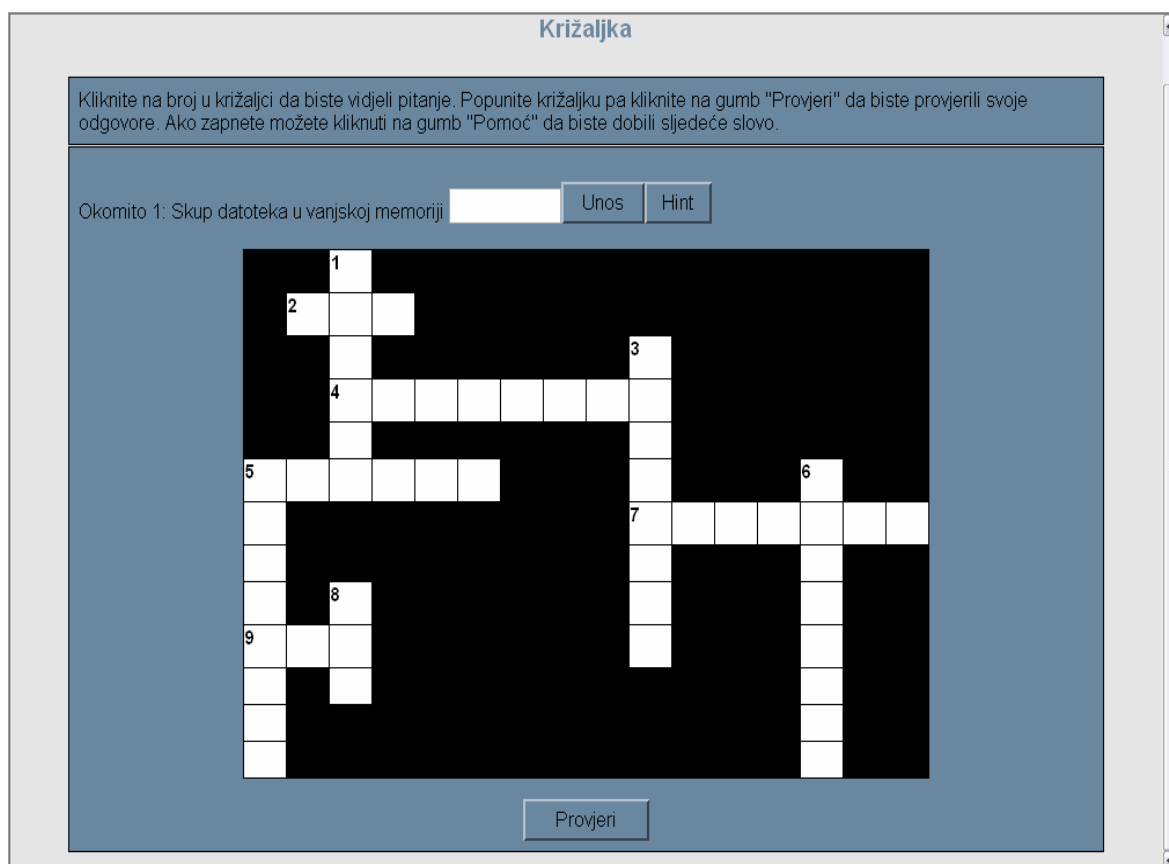 Križaljka
Kliknite na broj u križaljci da biste vidjeli pitanje. Popunite križaljku pa kliknite na gumb "Provjeri" da biste provjerili svoje
odgovore. Ako zapnete možete kliknuti na gumb "Pomoć" da biste dobili sljedeće slovo.
Okomito 1: Skup datoteka u vanjskoj memoriji Unos Hint
1
2
3
4
5 6
7
8
9
Provjeri